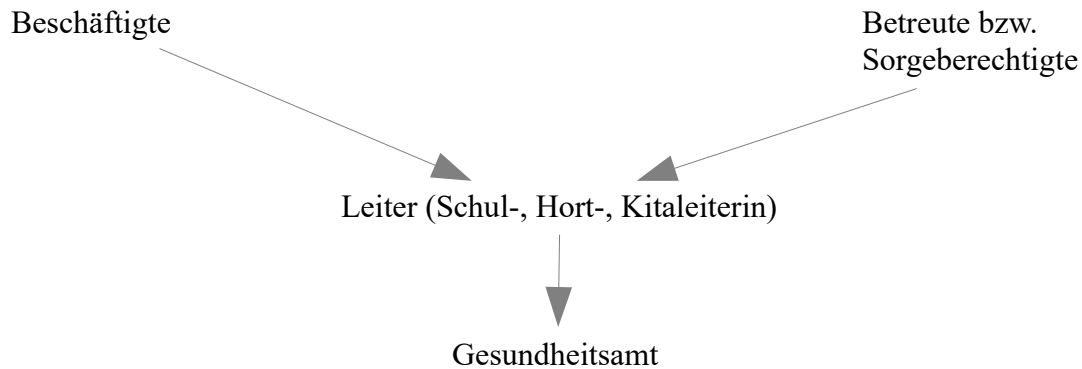 Beschäftigte
Betreute bzw.
Sorgeberechtigte
Leiter (Schul-, Hort-, Kitaleiterin)
Gesundheitsamt